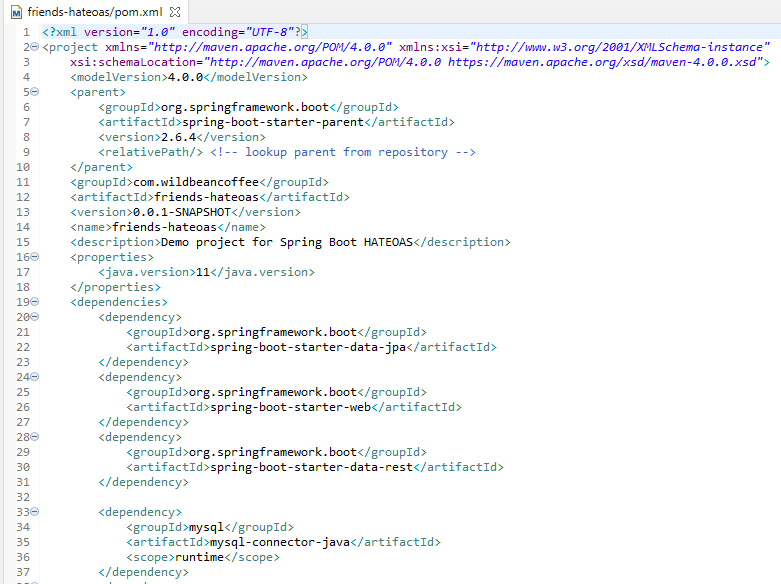 friends-hateoas/pom.xml
1 <?xml version="1.0" encoding="UTF-8"?>
2 <project xmlns="http://maven.apache.org/POM/4.0.0" xmlns:xsi="http://www.w3.org/2001/XMLSchema-instance"
3     xsi:schemaLocation="http://maven.apache.org/POM/4.0.0 https://maven.apache.org/xsd/maven-4.0.0.xsd">
4     <modelVersion>4.0.0</modelVersion>
5     <parent>
6         <groupId>org.springframework.boot</groupId>
7         <artifactId>spring-boot-starter-parent</artifactId>
8         <version>2.6.4</version>
9         <relativePath/> <!-- lookup parent from repository -->
10     </parent>
11     <groupId>com.wildbeancoffee</groupId>
12     <artifactId>friends-hateoas</artifactId>
13     <version>0.0.1-SNAPSHOT</version>
14     <name>friends-hateoas</name>
15     <description>Demo project for Spring Boot HATEOAS</description>
16     <properties>
17         <java.version>11</java.version>
18     </properties>
19     <dependencies>
20         <dependency>
21             <groupId>org.springframework.boot</groupId>
22             <artifactId>spring-boot-starter-data-jpa</artifactId>
23         </dependency>
24         <dependency>
25             <groupId>org.springframework.boot</groupId>
26             <artifactId>spring-boot-starter-web</artifactId>
27         </dependency>
28         <dependency>
29             <groupId>org.springframework.boot</groupId>
30             <artifactId>spring-boot-starter-data-rest</artifactId>
31         </dependency>
32
33         <dependency>
34             <groupId>mysql</groupId>
35             <artifactId>mysql-connector-java</artifactId>
36             <scope>runtime</scope>
37         </dependency>